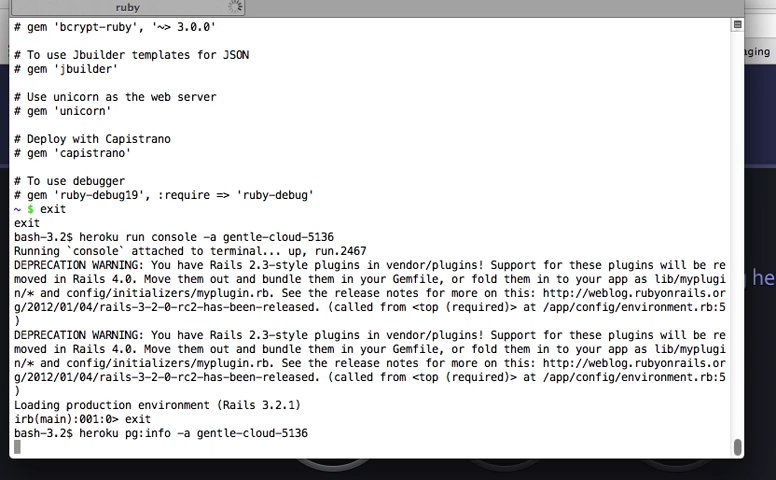 ruby
# gem 'bcrypt-ruby', '~> 3.0.0'
# To use Jbuilder templates for JSON
# gem 'jbuilder'
# Use unicorn as the web server
# gem 'unicorn'
# Deploy with Capistrano
# gem 'capistrano'
# To use debugger
# gem 'ruby-debug19', :require => 'ruby-debug'
~ $ exit
exit
bash-3.2$ heroku run console -a gentle-cloud-5136
Running `console` attached to terminal... up, run.2467
DEPRECATION WARNING: You have Rails 2.3-style plugins in vendor/plugins! Support for these plugins will be re
moved in Rails 4.0. Move them out and bundle them in your Gemfile, or fold them in to your app as lib/myplugi
n/* and config/initializers/myplugin.rb. See the release notes for more on this: http://weblog.rubyonrails.or
g/2012/01/04/rails-3-2-0-rc2-has-been-released. (called from <top (required)> at /app/config/environment.rb:5
)
DEPRECATION WARNING: You have Rails 2.3-style plugins in vendor/plugins! Support for these plugins will be re
moved in Rails 4.0. Move them out and bundle them in your Gemfile, or fold them in to your app as lib/myplugi
n/* and config/initializers/myplugin.rb. See the release notes for more on this: http://weblog.rubyonrails.or
g/2012/01/04/rails-3-2-0-rc2-has-been-released. (called from <top (required)> at /app/config/environment.rb:5
)
Loading production environment (Rails 3.2.1)
irb(main):001:0> exit
bash-3.2$ heroku pg:info -a gentle-cloud-5136
aging
he